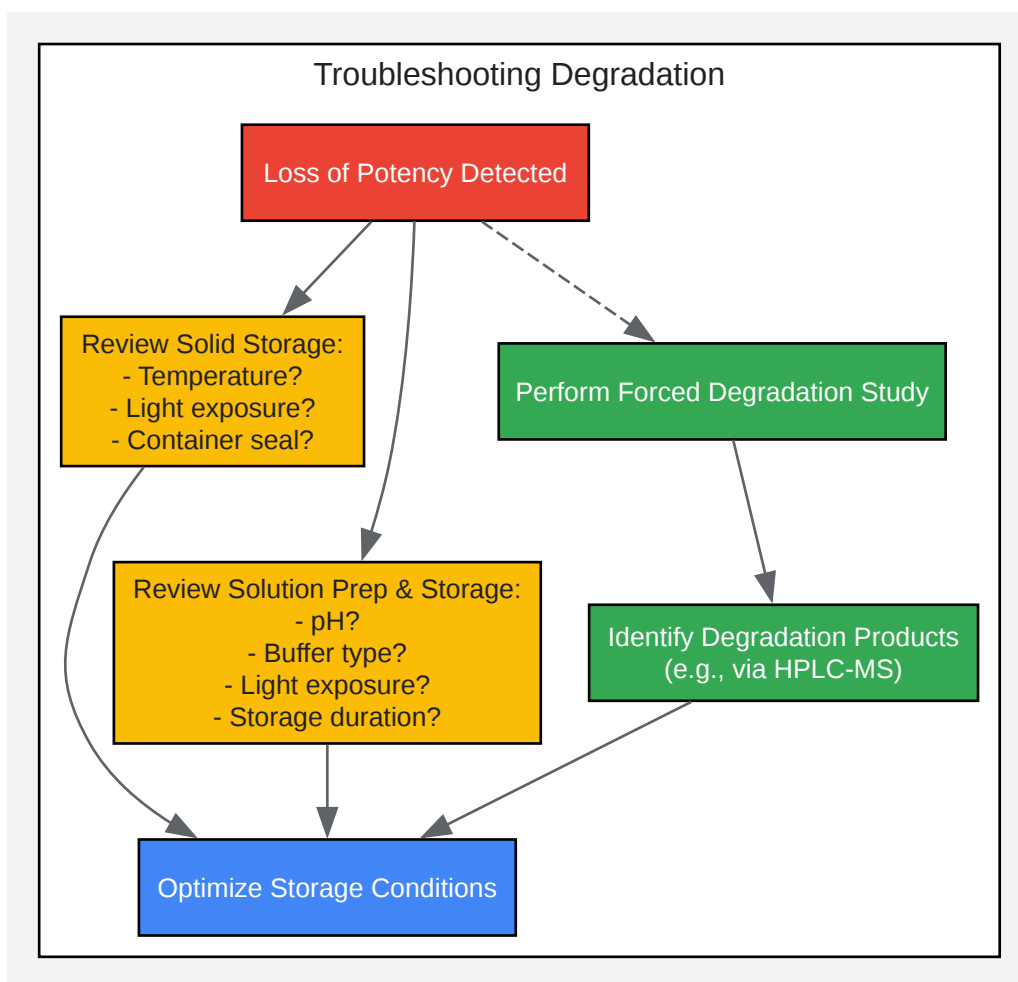 Troubleshooting Degradation
Loss of Potency Detected
Review Solid Storage:
- Temperature?
- Light exposure?
- Container seal?
Perform Forced Degradation Study
Review Solution Prep & Storage:
- pH?
- Buffer type?
- Light exposure?
- Storage duration?
Identify Degradation Products
(e.g., via HPLC-MS)
Optimize Storage Conditions